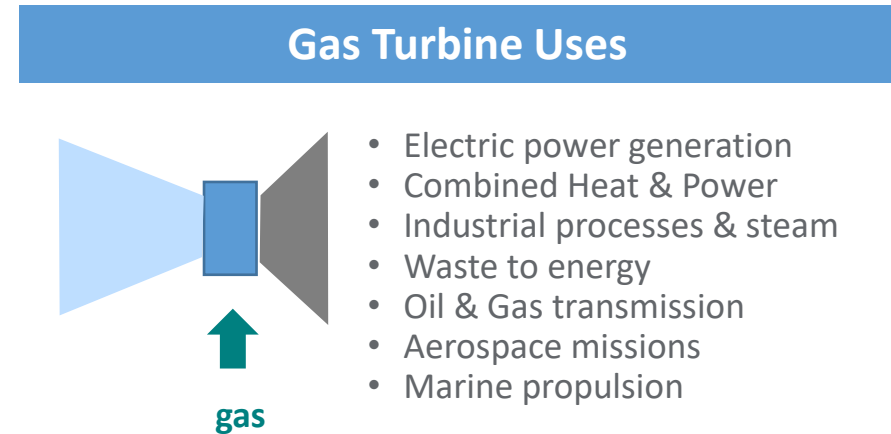 Gas Turbine Uses
• Electric power generation
• Combined Heat & Power
• Industrial processes & steam
• Waste to energy
• Oil & Gas transmission
• Aerospace missions
• Marine propulsion
gas